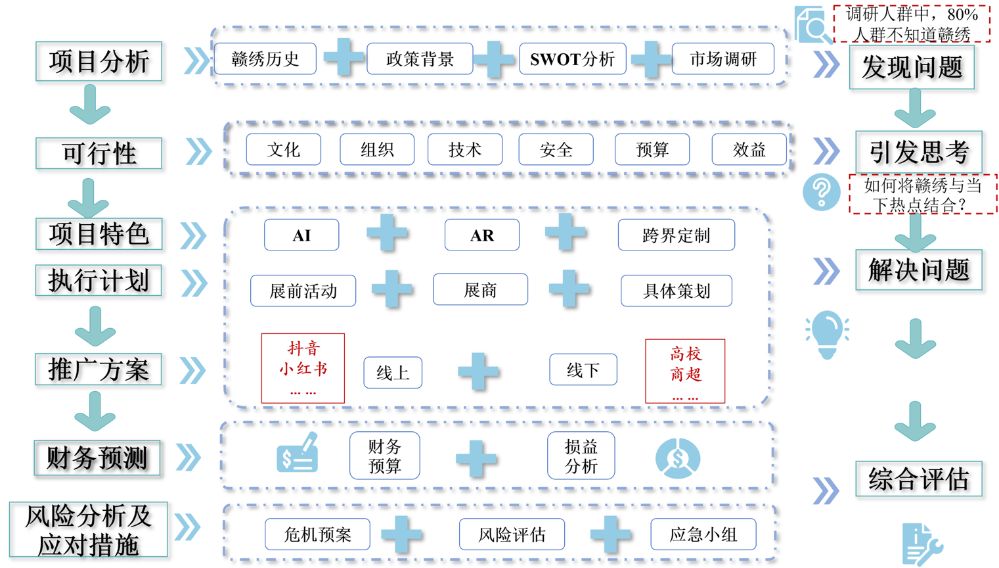 调研人群中，80%
人群不知道赣绣
项目分析
赣绣历史
政策背景
SWOT分析
市场调研
发现问题
可行性
文化
组织
技术
安全
预算
效益
引发思考
如何将赣绣与当
下热点结合？
项目特色
AI
AR
跨界定制
解决问题
执行计划
展前活动
展商
具体策划
推广方案
抖音
小红书
... ...
线上
线下
高校
商超
... ...
财务预测
财务
预算
损益
分析
综合评估
风险分析及
应对措施
危机预案
风险评估
应急小组